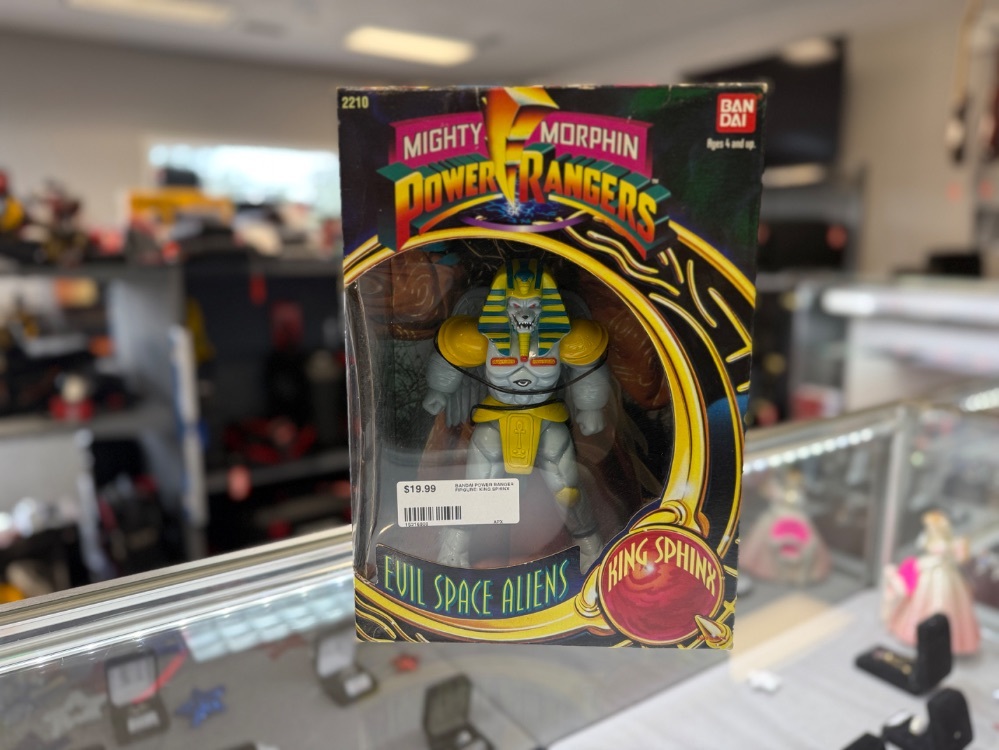 2210
BAN
DAI
Ages 4 and up.
MIGHTY MORPHIN
POWER RANGERS
$19.99
BANDAI POWER RANGER
FIGURE: KING SPHINX
EVIL SPACE ALIENS
KING SPHINX